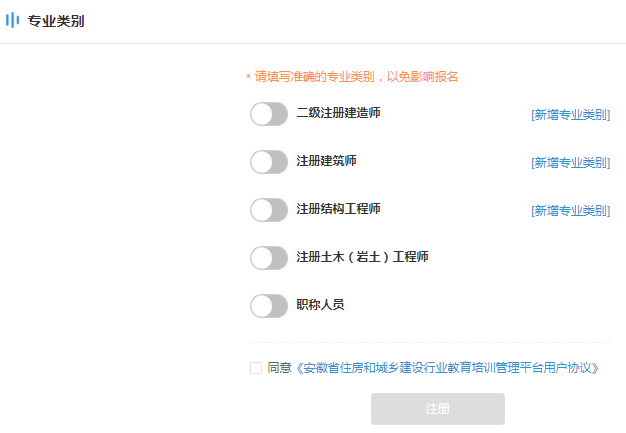 专业类别
* 请填写准确的专业类别，以免影响报名
二级注册建造师 [新增专业类别]
注册建筑师 [新增专业类别]
注册结构工程师 [新增专业类别]
注册土木（岩土）工程师
职称人员
同意《安徽省住房和城乡建设行业教育培训管理平台用户协议》
注册